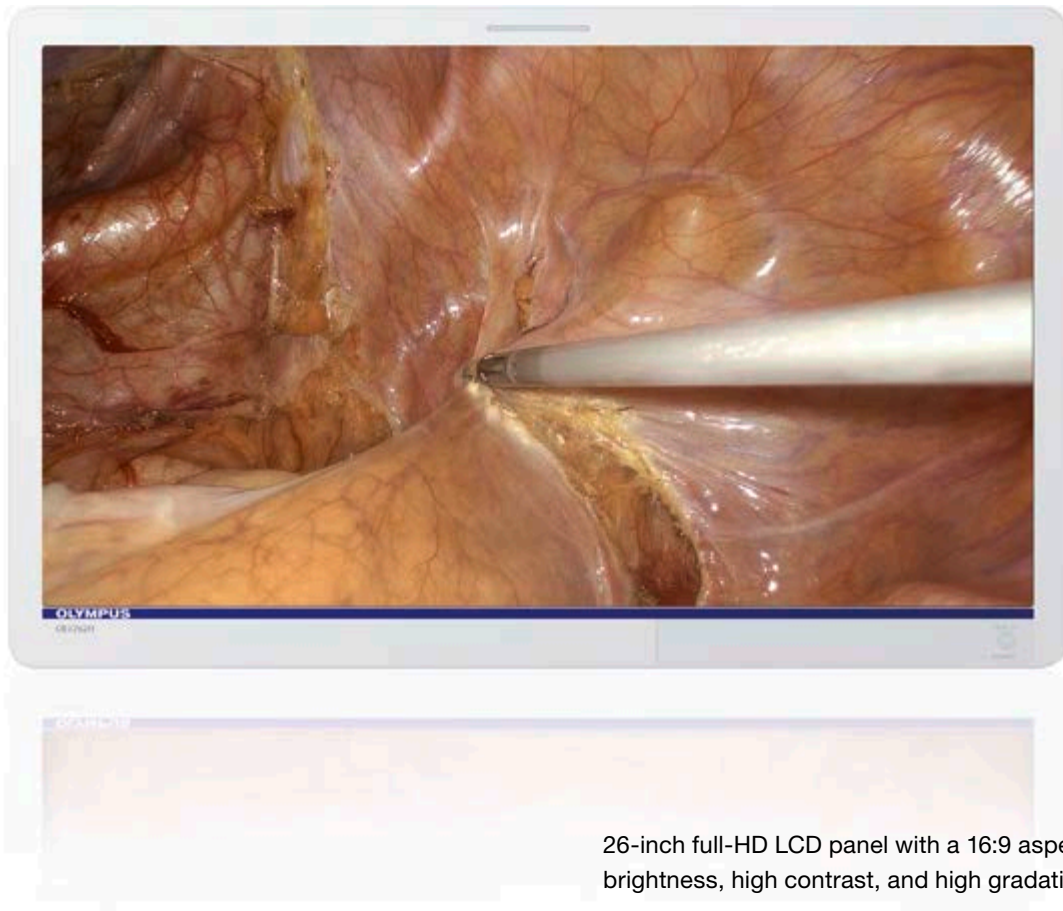 OLYMPUS
26-inch full-HD LCD panel with a 16:9 aspe
brightness, high contrast, and high gradati